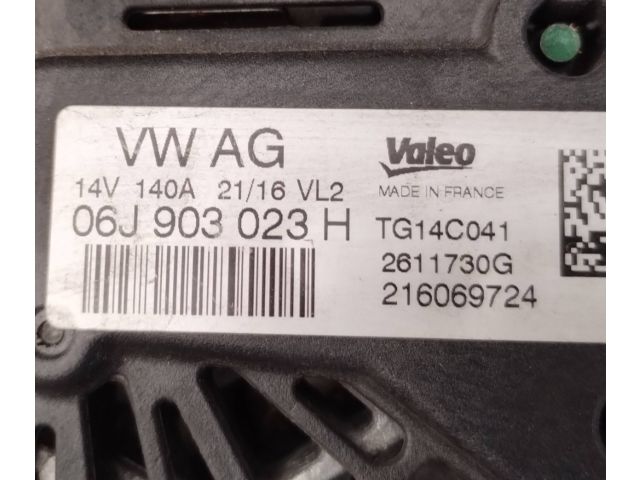 VW AG
14V 140A 21/16 VL2
06J 903 023 H
Valeo
MADE IN FRANCE
TG14C041
2611730G
216069724